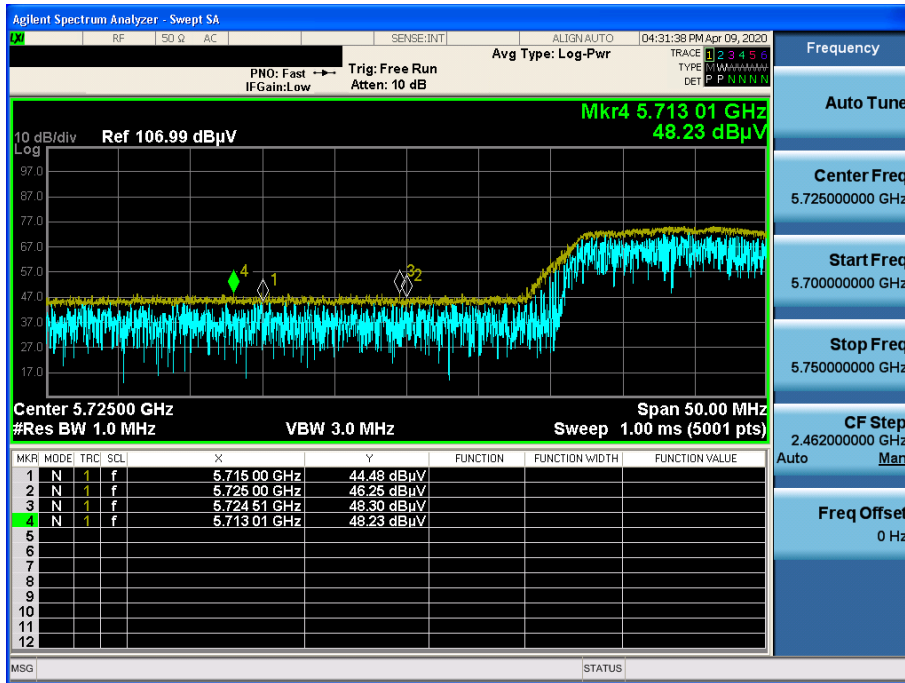 Agilent Spectrum Analyzer - Swept SA
LXI RF 50 Ω AC SENSE:INT ALIGN AUTO 04:31:38 PM Apr 09, 2020
PNO: Fast
IFGain:Low
Trig: Free Run
Atten: 10 dB
Avg Type: Log-Pwr
TRACE 1 2 3 4 5 6
TYPE M W W W W W
DET P P N N N N
Mkr4 5.713 01 GHz
48.23 dBµV
10 dB/div Ref 106.99 dBµV
Log
97.0
87.0
77.0
67.0
57.0
47.0
37.0
27.0
17.0
4
1
3
2
Center 5.72500 GHz Span 50.00 MHz
#Res BW 1.0 MHz VBW 3.0 MHz Sweep 1.00 ms (5001 pts)
MKR MODE TRC SCL X Y FUNCTION FUNCTION WIDTH FUNCTION VALUE
1 N 1 f 5.715 00 GHz 44.48 dBµV
2 N 1 f 5.725 00 GHz 46.25 dBµV
3 N 1 f 5.724 51 GHz 48.30 dBµV
4 N 1 f 5.713 01 GHz 48.23 dBµV
5
6
7
8
9
10
11
12
MSG STATUS
Frequency
Auto Tune
Center Freq
5.725000000 GHz
Start Freq
5.700000000 GHz
Stop Freq
5.750000000 GHz
CF Step
2.462000000 GHz
Auto Man
Freq Offset
0 Hz